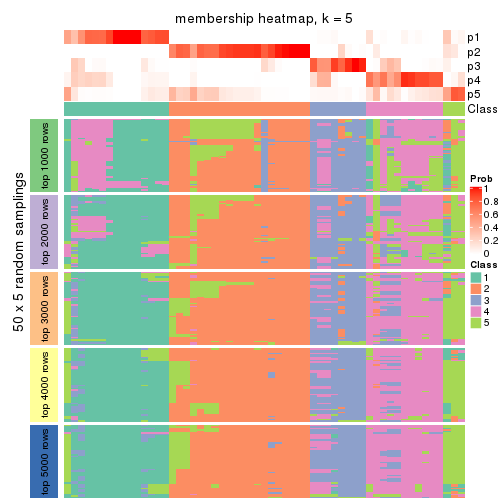 membership heatmap, k = 5
p1
p2
p3
p4
p5
Class
50 x 5 random samplings
top 1000 rows
top 2000 rows
top 3000 rows
top 4000 rows
top 5000 rows
Prob
1
0.8
0.6
0.4
0.2
0
Class
1
2
3
4
5